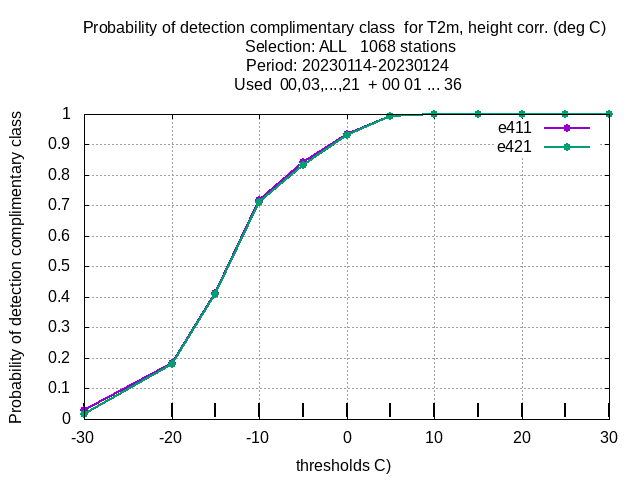 Probability of detection complimentary class  for T2m, height corr. (deg C)
Selection: ALL   1068 stations
Period: 20230114-20230124
Used  00,03,...,21  + 00 01 ... 36
Probability of detection complimentary class
1
0.9
0.8
0.7
0.6
0.5
0.4
0.3
0.2
0.1
0
e411
e421
-30
-20
-10
0
10
20
30
thresholds C)